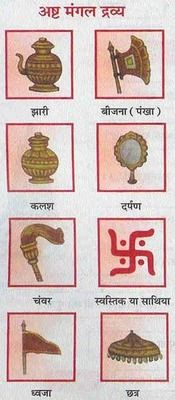 अष्ट मंगल द्रव्य
झारी
बीजना ( पंखा )
कलश
दर्पण
चंवर
स्वस्तिक या साथिया
ध्वजा
छत्र